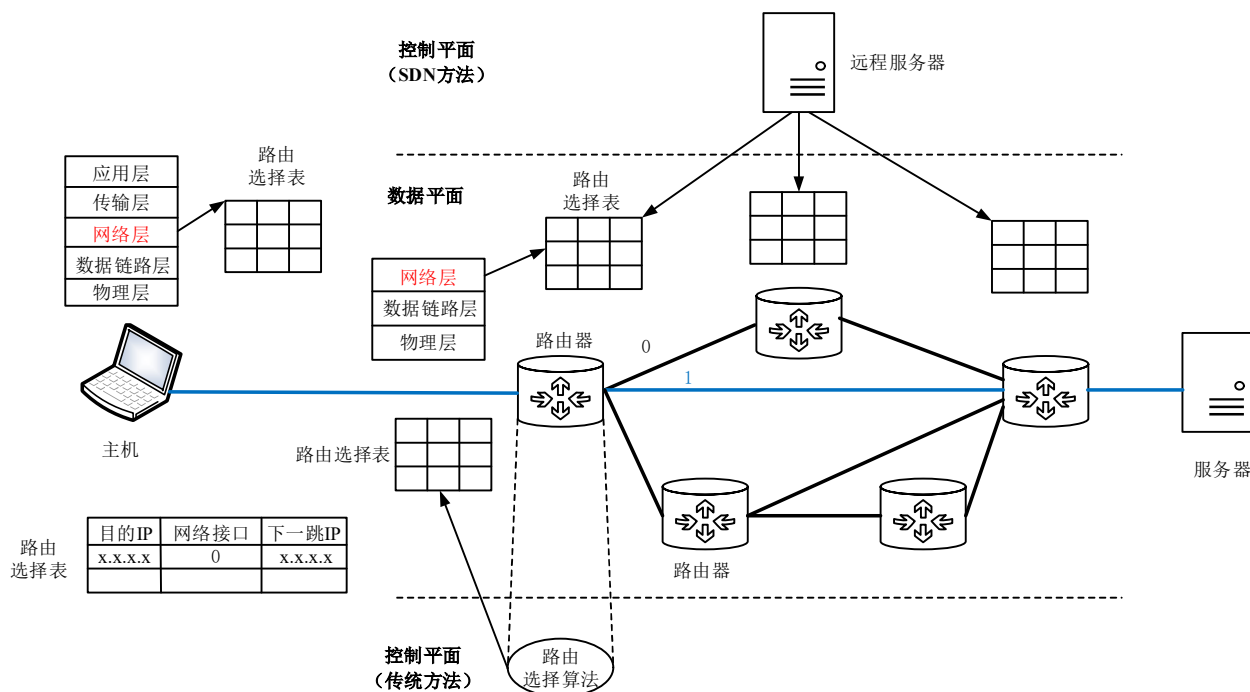 控制平面
（SDN方法）
远程服务器
应用层
传输层
网络层
数据链路层
物理层
路由
选择表
数据平面
路由
选择表
网络层
数据链路层
物理层
路由器
0
1
主机
路由选择表
服务器
路由器
路由
选择表
目的IP 网络接口 下一跳IP
x.x.x.x 0 x.x.x.x
控制平面
（传统方法）
路由
选择算法